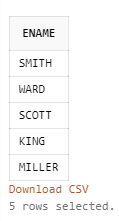 ENAME
SMITH
WARD
SCOTT
KING
MILLER
Download CSV
5 rows selected.